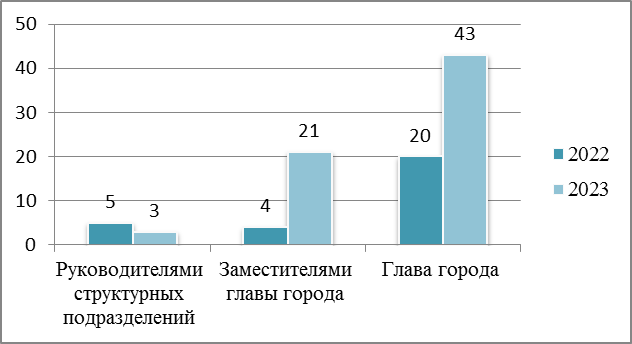 50
40
30
20
10
0
5
3
4
21
20
43
Руководителями
структурных
подразделений
Заместителями
главы города
Глава города
2022
2023